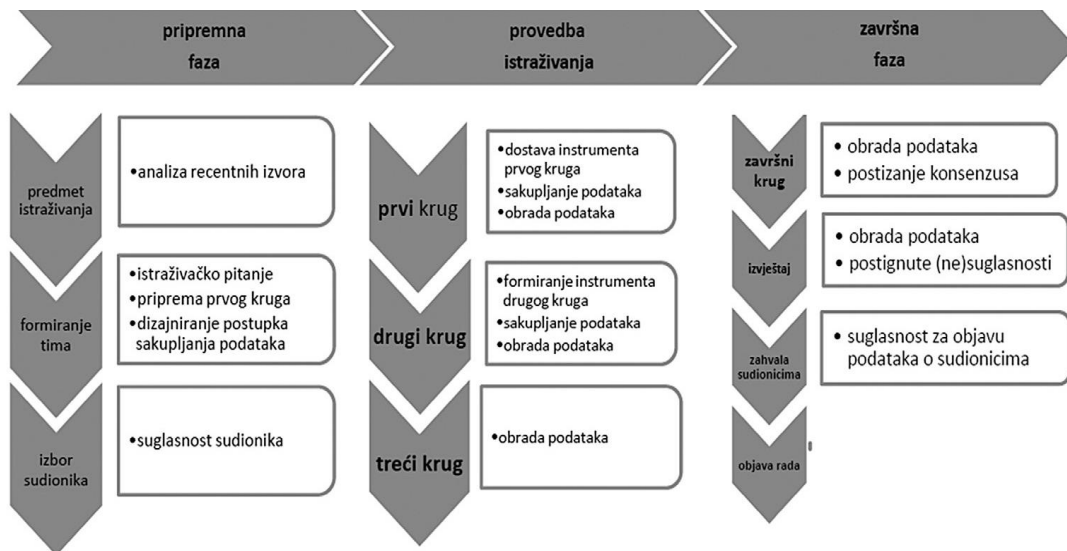 pripremna
faza
provedba
istraživanja
završna
faza
predmet
istraživanja
•analiza recentnih izvora
formiranje
tima
•istraživačko pitanje
•priprema prvog kruga
•dizajniranje postupka
sakupljanja podataka
izbor
sudionika
•suglasnost sudionika
prvi krug
•dostava instrumenta
prvog kruga
•sakupljanje podataka
•obrada podataka
drugi krug
•formiranje instrumenta
drugog kruga
•sakupljanje podataka
•obrada podataka
treći krug
•obrada podataka
završni
krug
• obrada podataka
• postizanje konsenzusa
izvještaj
• obrada podataka
• postignute (ne)suglasnosti
zahvala
sudionicima
• suglasnost za objavu
podataka o sudionicima
objava rada